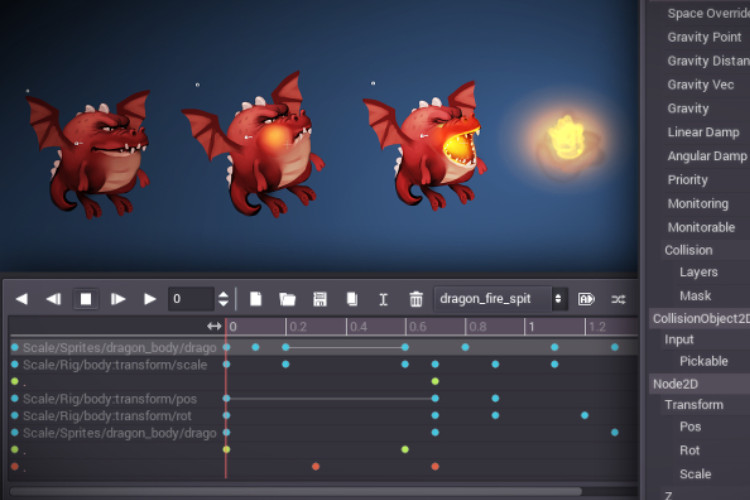 Space Override
Gravity Point
Gravity Distan
Gravity Vec
Gravity
Linear Damp
Angular Damp
Priority
Monitoring
Monitorable
Collision
Layers
Mask
CollisionObject2D
Input
Pickable
Node2D
Transform
Pos
Rot
Scale
Z
0
dragon_fire_spit
0 0.2 0.4 0.6 0.8 1 1.2
Scale/Sprites/dragon_body/drago
Scale/Rig/body:transform/scale
.
Scale/Rig/body:transform/pos
Scale/Rig/body:transform/rot
Scale/Sprites/dragon_body/drago
.
.